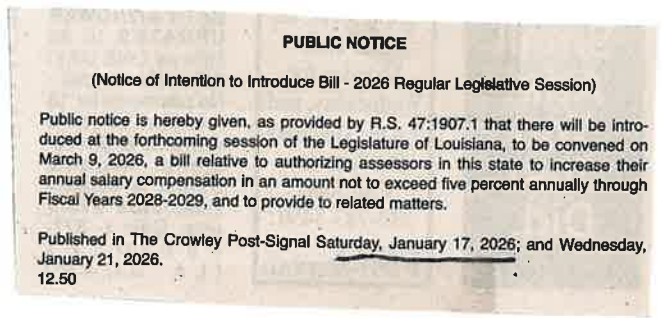 PUBLIC NOTICE
(Notice of Intention to Introduce Bill - 2026 Regular Legislative Session)
Public notice is hereby given, as provided by R.S. 47:1907.1 that there will be intro-
duced at the forthcoming session of the Legislature of Louisiana, to be convened on
March 9, 2026, a bill relative to authorizing assessors in this state to increase their
annual salary compensation in an amount not to exceed five percent annually through
Fiscal Years 2028-2029, and to provide to related matters.
Published in The Crowley Post-Signal Saturday, January 17, 2026; and Wednesday,
January 21, 2026.
12.50